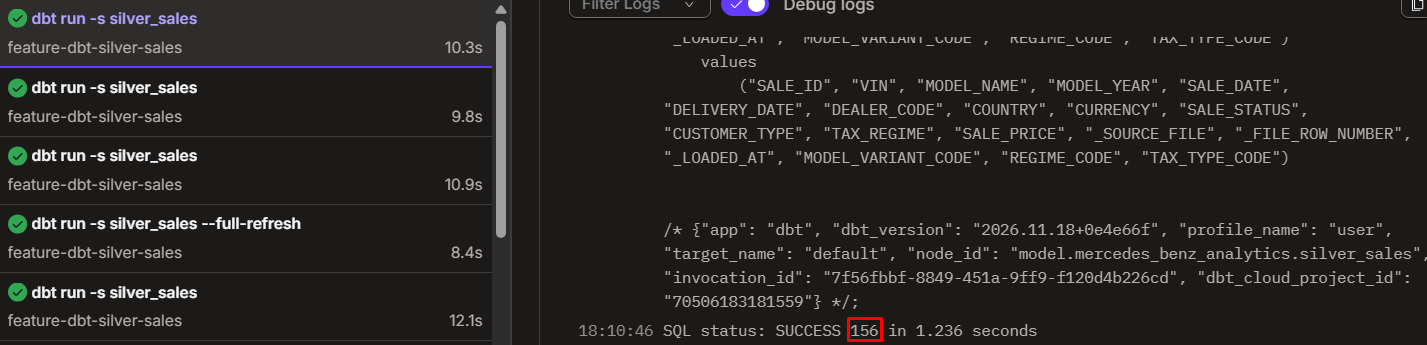 dbt run -s silver_sales
feature-dbt-silver-sales
10.3s
dbt run -s silver_sales
feature-dbt-silver-sales
9.8s
dbt run -s silver_sales
feature-dbt-silver-sales
10.9s
dbt run -s silver_sales --full-refresh
feature-dbt-silver-sales
8.4s
dbt run -s silver_sales
feature-dbt-silver-sales
12.1s
Filter Logs
Debug logs
_LOADED_AT", "MODEL_VARIANT_CODE", "REGIME_CODE", "TAX_TYPE_CODE")
values
("SALE_ID", "VIN", "MODEL_NAME", "MODEL_YEAR", "SALE_DATE",
"DELIVERY_DATE", "DEALER_CODE", "COUNTRY", "CURRENCY", "SALE_STATUS",
"CUSTOMER_TYPE", "TAX_REGIME", "SALE_PRICE", "_SOURCE_FILE", "_FILE_ROW_NUMBER",
"_LOADED_AT", "MODEL_VARIANT_CODE", "REGIME_CODE", "TAX_TYPE_CODE")
/* {"app": "dbt", "dbt_version": "2026.11.18+0e4e66f", "profile_name": "user",
"target_name": "default", "node_id": "model.mercedes_benz_analytics.silver_sales",
"invocation_id": "7f56fbbf-8849-451a-9ff9-f120d4b226cd", "dbt_cloud_project_id":
"70506183181559"} */;
18:10:46 SQL status: SUCCESS 156 in 1.236 seconds